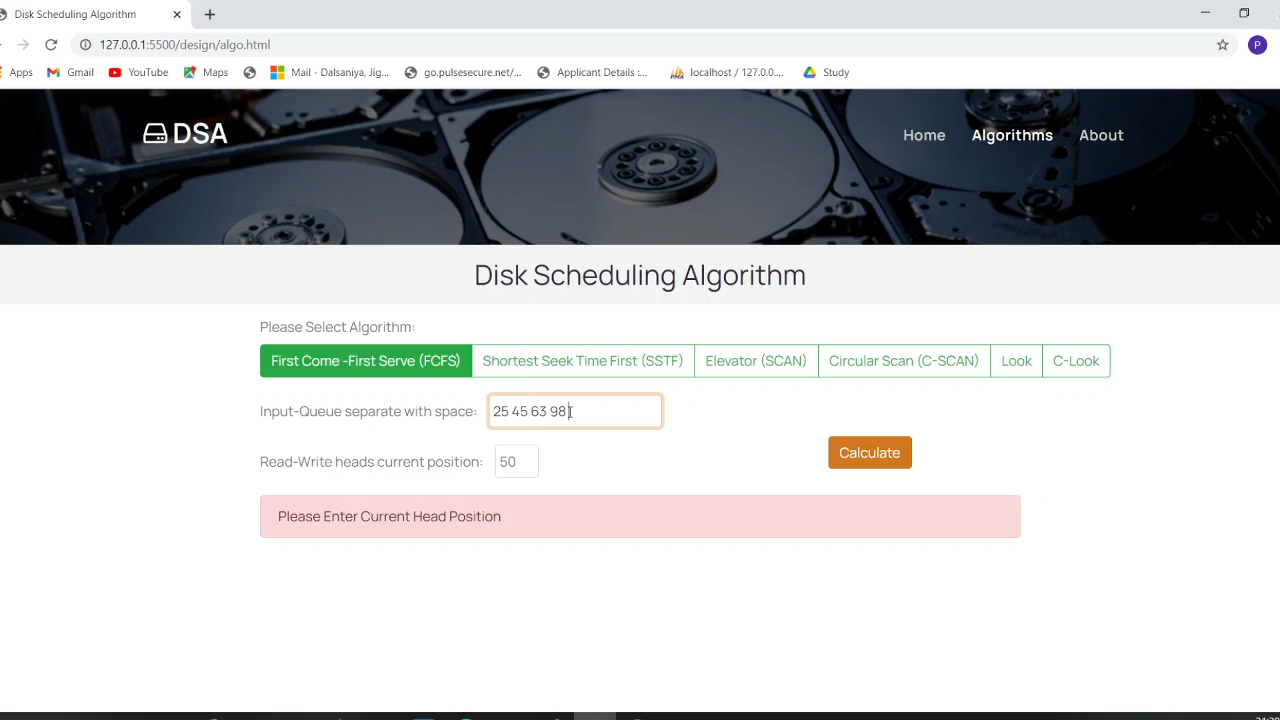 Disk Scheduling Algorithm
127.0.0.1:5500/design/algo.html
P
Apps Gmail YouTube Maps Mail - Dalsaniya, Jig... go.pulsesecure.net/... Applicant Details :... localhost / 127.0.0.... Study
DSA Home Algorithms About
Disk Scheduling Algorithm
Please Select Algorithm:
First Come -First Serve (FCFS) Shortest Seek Time First (SSTF) Elevator (SCAN) Circular Scan (C-SCAN) Look C-Look
Input-Queue separate with space: 25 45 63 98
Calculate
Read-Write heads current position: 50
Please Enter Current Head Position